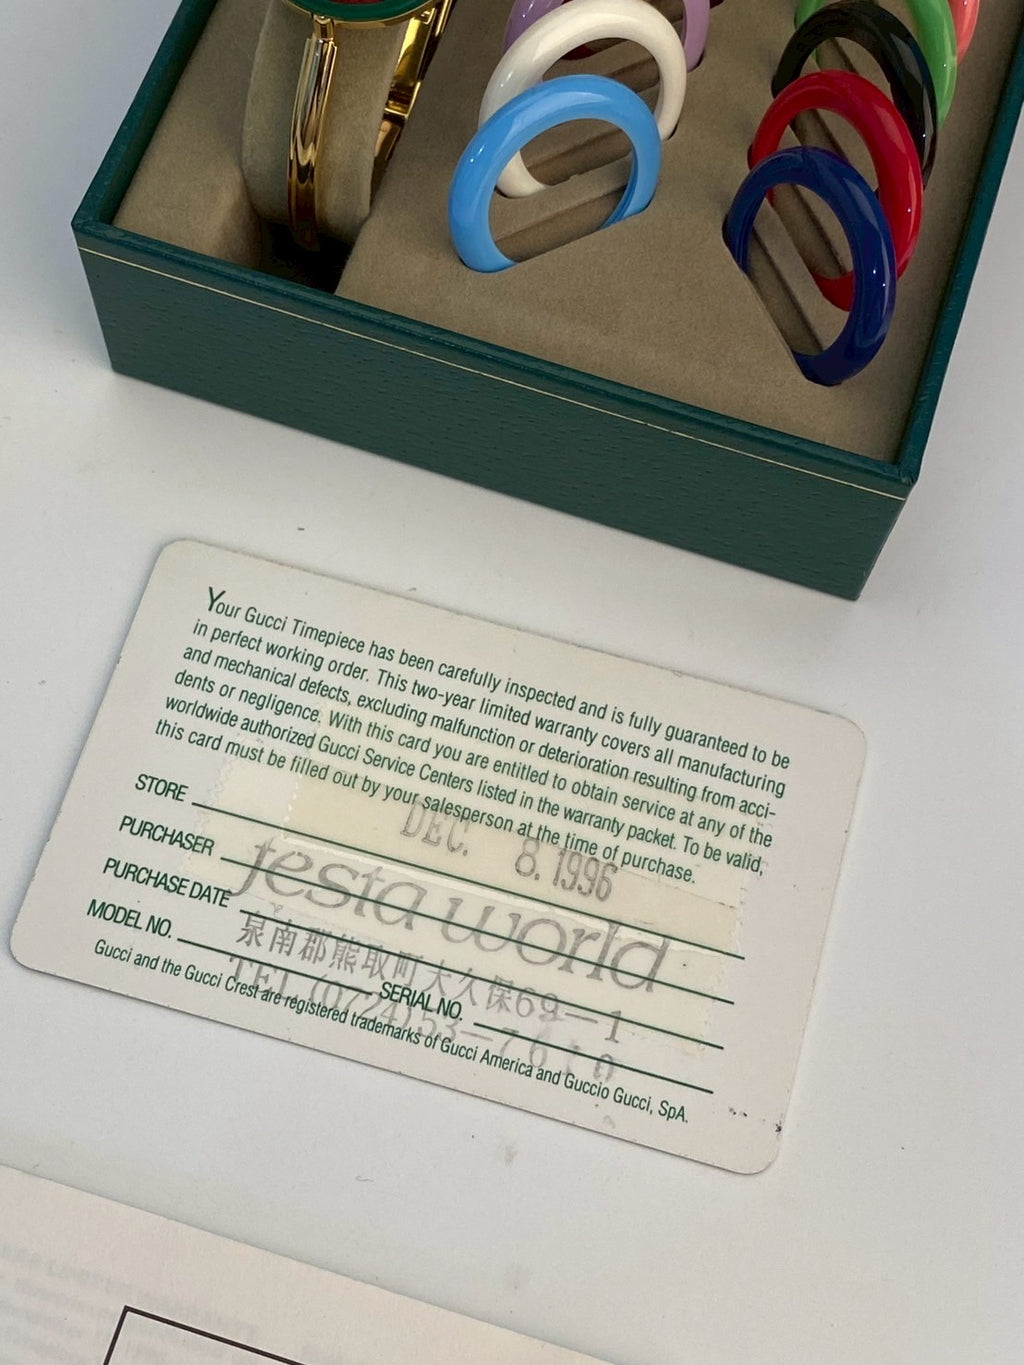 Your Gucci Timepiece has been carefully inspected and is fully guaranteed to be
in perfect working order. This two-year limited warranty covers all manufacturing
and mechanical defects, excluding malfunction or deterioration resulting from acci-
dents or negligence. With this card you are entitled to obtain service at any of the
worldwide authorized Gucci Service Centers listed in the warranty packet. To be valid,
this card must be filled out by your salesperson at the time of purchase.
DEC. 8. 1996
STORE
PURCHASER
festa world
PURCHASE DATE
泉南郡熊取町大久保69－1
MODEL NO.
SERIAL NO.
TEL (0724) 53－
Gucci and the Gucci Crest are registered trademarks of Gucci America and Guccio Gucci, SpA.